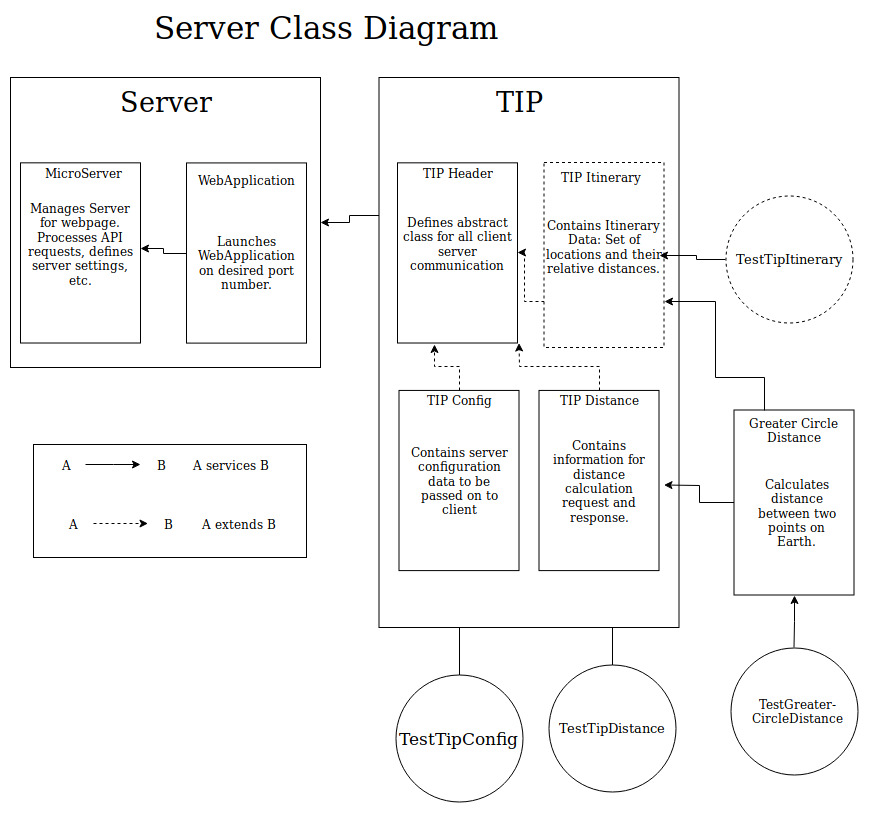 Server Class Diagram
Server
MicroServer
Manages Server
for webpage.
Processes API
requests, defines
server settings,
etc.
WebApplication
Launches
WebApplication
on desired port
number.
TIP
TIP Header
Defines abstract
class for all client
server
communication
TIP Itinerary
Contains Itinerary
Data: Set of
locations and their
relative distances.
TestTipItinerary
TIP Config
Contains server
configuration
data to be
passed on to
client
TIP Distance
Contains
information for
distance
calculation
request and
response.
Greater Circle
Distance
Calculates
distance
between two
points on
Earth.
A B A services B
A B A extends B
TestTipConfig
TestTipDistance
TestGreater-
CircleDistance